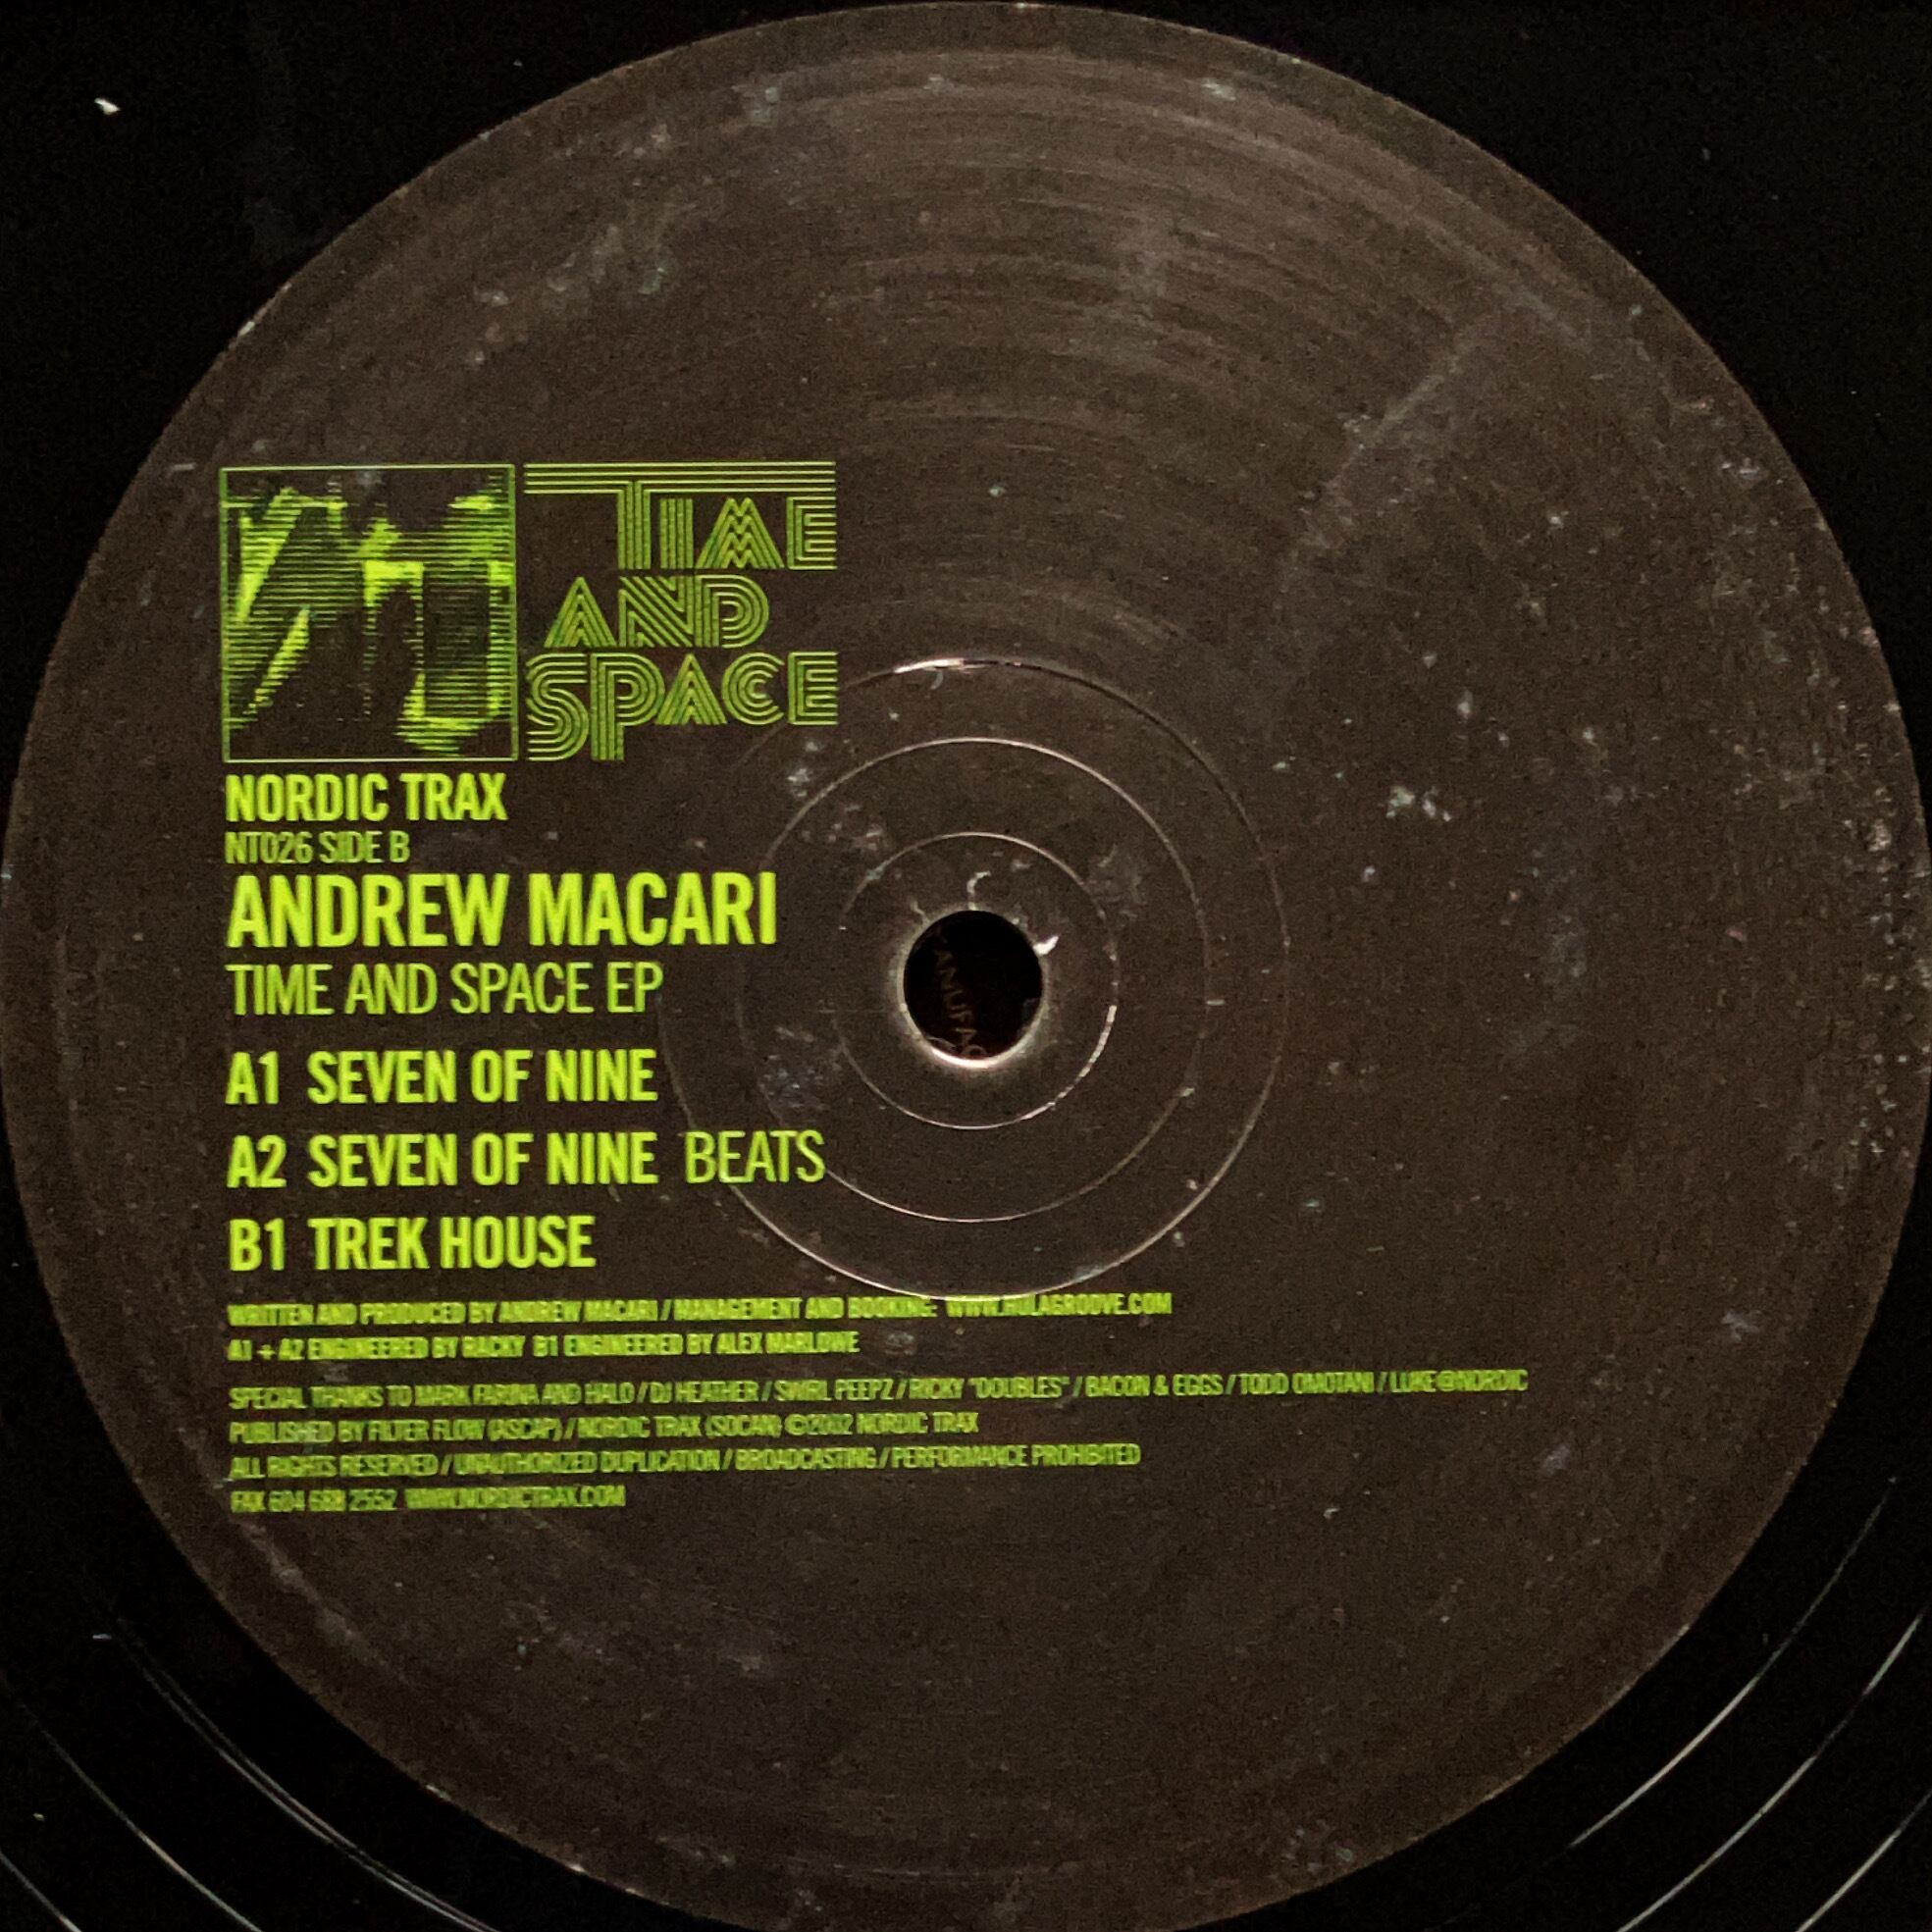 TIME
AND
SPACE
NORDIC TRAX
NT026 SIDE B
ANDREW MACARI
TIME AND SPACE EP
A1 SEVEN OF NINE
A2 SEVEN OF NINE BEATS
B1 TREK HOUSE
WRITTEN AND PRODUCED BY ANDREW MACARI / MANAGEMENT AND BOOKING: WWW.HULAGROOVE.COM
A1 + A2 ENGINEERED BY RACKY B1 ENGINEERED BY ALEX MARLOWE
SPECIAL THANKS TO MARK FARINA AND HALO / DJ HEATHER / SWIRL PEEPZ / RICKY "DOUBLES" / BACON & EGGS / TODD OMOTANI / LUKE@NORDIC
PUBLISHED BY FILTER FLOW (ASCAP) / NORDIC TRAX (SOCAN) ©2002 NORDIC TRAX
ALL RIGHTS RESERVED / UNAUTHORIZED DUPLICATION / BROADCASTING / PERFORMANCE PROHIBITED
FAX 604 688 2552 WWW.NORDICTRAX.COM